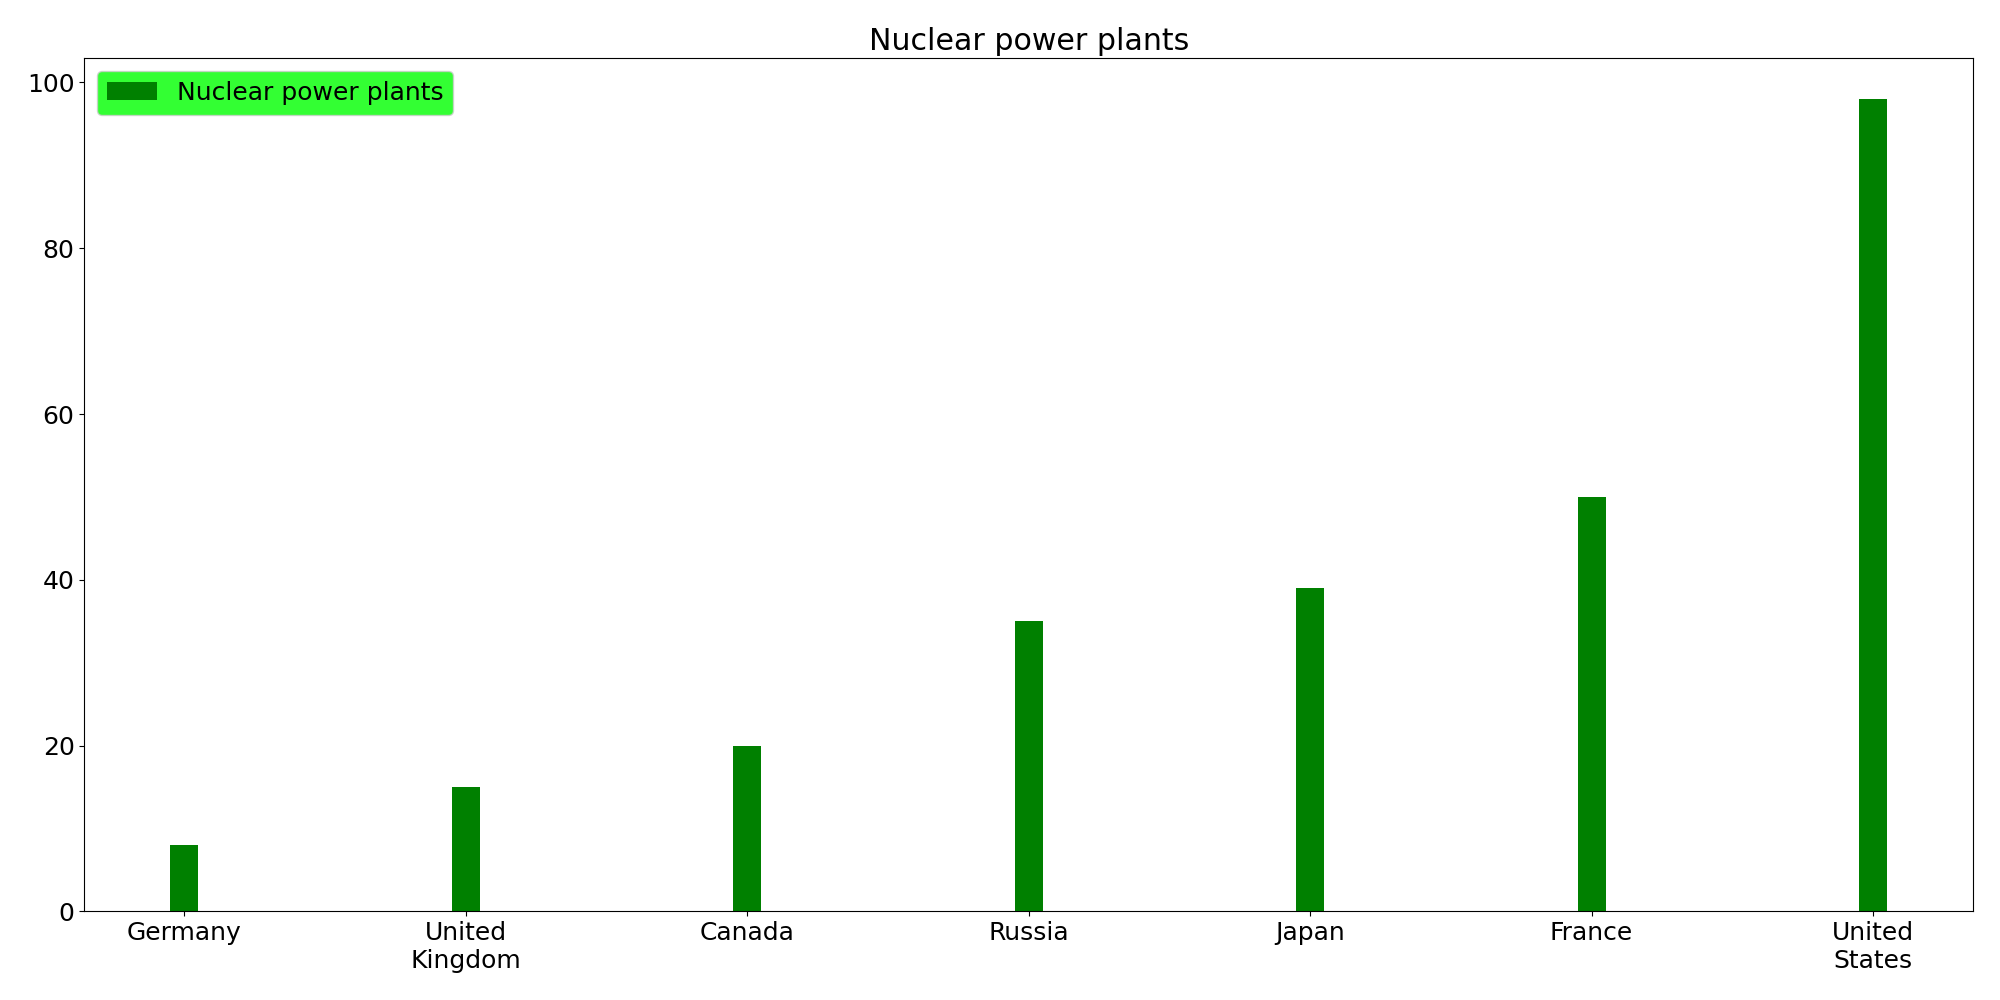 Nuclear power plants
Nuclear power plants
100
80
60
40
20
0
Germany
United
Kingdom
Canada
Russia
Japan
France
United
States